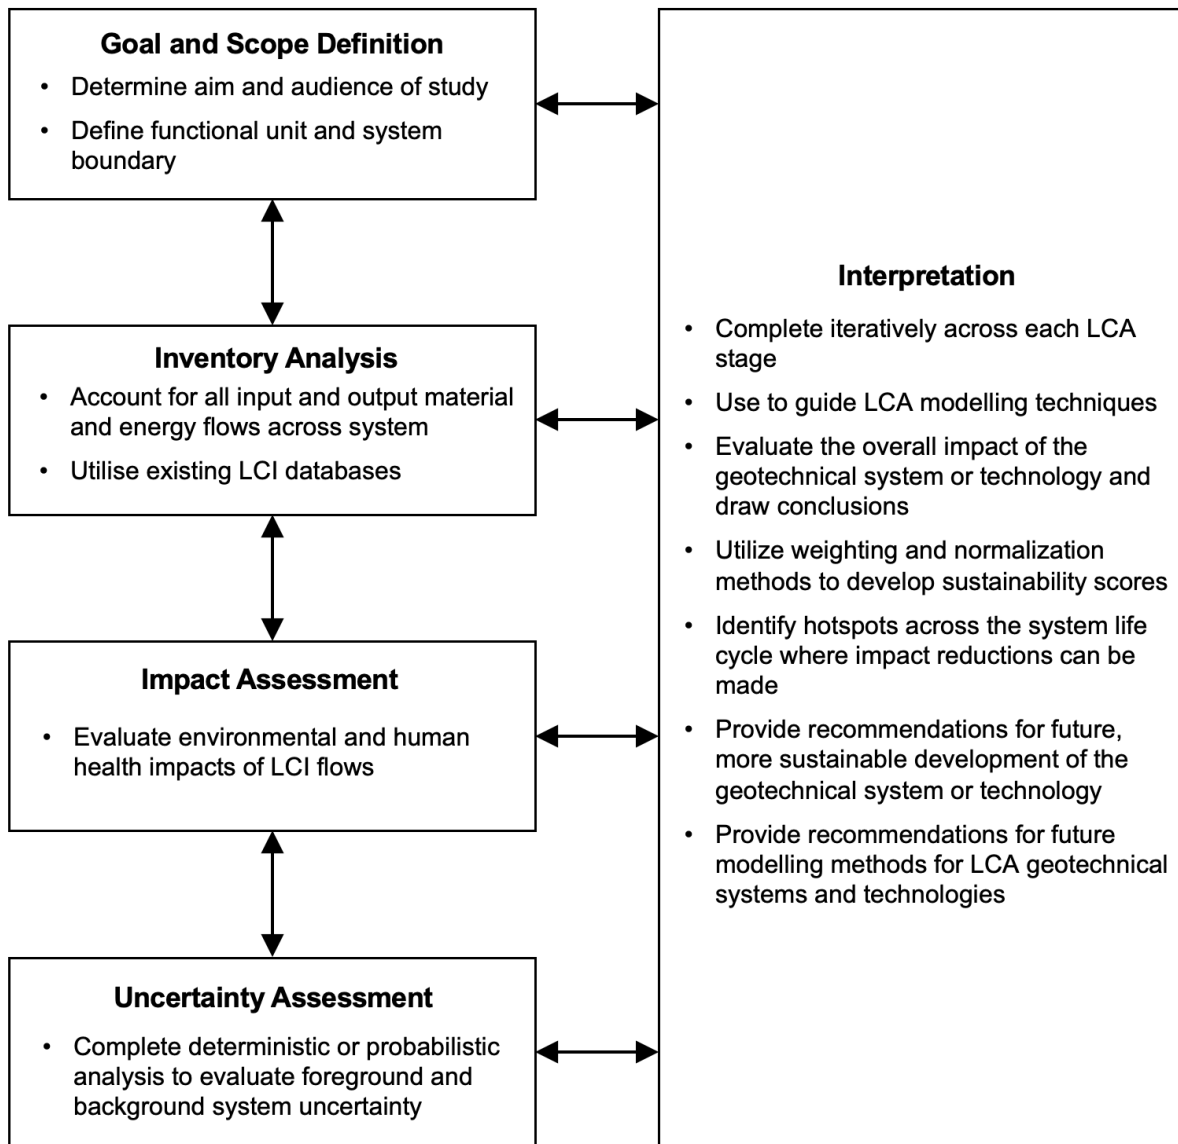 Goal and Scope Definition
• Determine aim and audience of study
• Define functional unit and system
boundary
Inventory Analysis
• Account for all input and output material
and energy flows across system
• Utilise existing LCI databases
Impact Assessment
• Evaluate environmental and human
health impacts of LCI flows
Uncertainty Assessment
• Complete deterministic or probabilistic
analysis to evaluate foreground and
background system uncertainty
Interpretation
• Complete iteratively across each LCA
stage
• Use to guide LCA modelling techniques
• Evaluate the overall impact of the
geotechnical system or technology and
draw conclusions
• Utilize weighting and normalization
methods to develop sustainability scores
• Identify hotspots across the system life
cycle where impact reductions can be
made
• Provide recommendations for future,
more sustainable development of the
geotechnical system or technology
• Provide recommendations for future
modelling methods for LCA geotechnical
systems and technologies